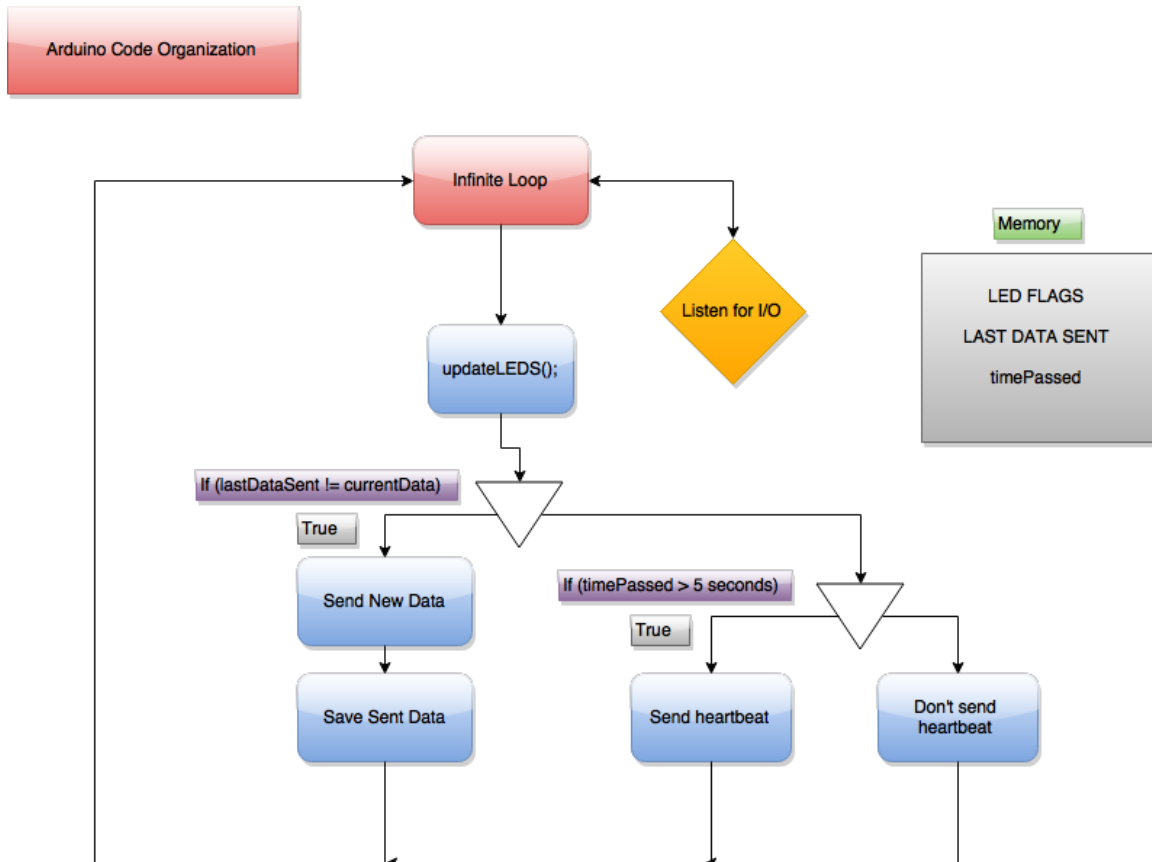 Arduino Code Organization
Infinite Loop
Memory
Listen for I/O
LED FLAGS
LAST DATA SENT
timePassed
updateLEDS();
If (lastDataSent != currentData)
True
Send New Data
If (timePassed > 5 seconds)
True
Save Sent Data
Send heartbeat
Don't send
heartbeat